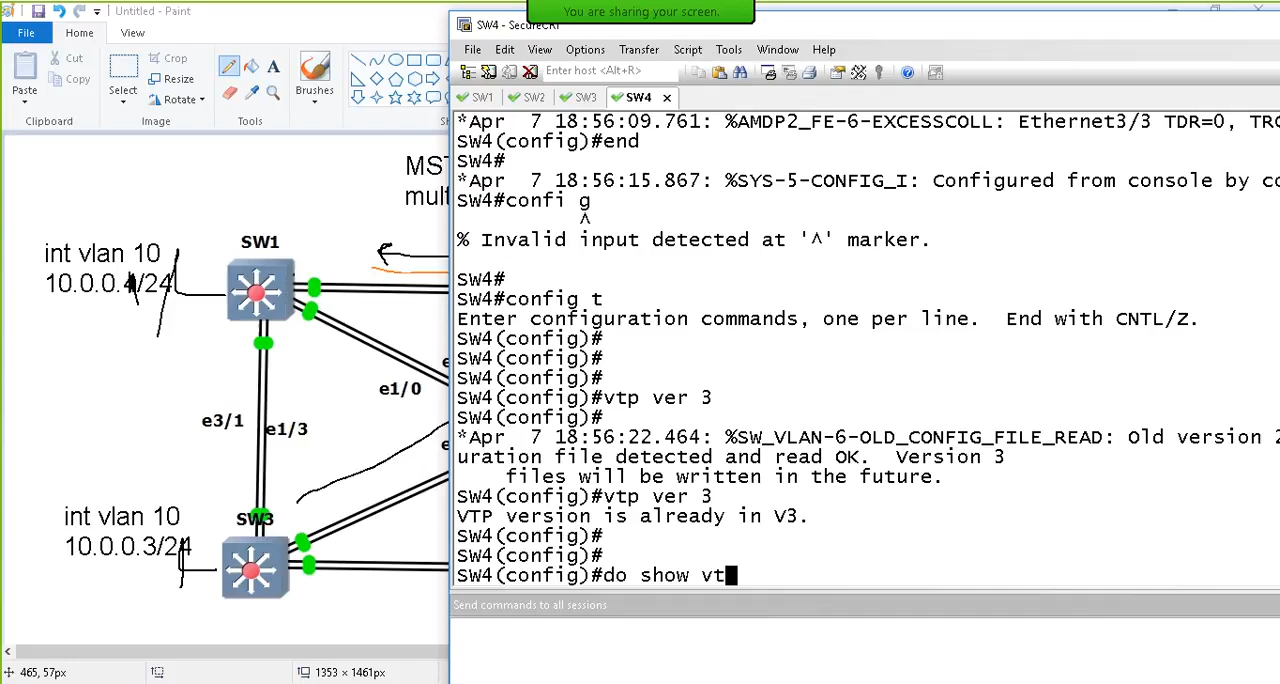 You are sharing your screen.
Untitled - Paint
File
Home
View
Paste
Cut
Copy
Clipboard
Select
Crop
Resize
Rotate
Image
Tools
Brushes
MST
mult
int vlan 10
10.0.0.4/24
SW1
e1/0
e3/1
e1/3
int vlan 10
10.0.0.3/24
SW3
465, 57px
1353 × 1461px
SW4 - SecureCRT
File Edit View Options Transfer Script Tools Window Help
Enter host <Alt+R>
SW1 SW2 SW3 SW4
*Apr  7 18:56:09.761: %AMDP2_FE-6-EXCESSCOLL: Ethernet3/3 TDR=0, TRC
SW4(config)#end
SW4#
*Apr  7 18:56:15.867: %SYS-5-CONFIG_I: Configured from console by co
SW4#confi g
^
% Invalid input detected at '^' marker.
SW4#
SW4#config t
Enter configuration commands, one per line.  End with CNTL/Z.
SW4(config)#
SW4(config)#
SW4(config)#
SW4(config)#vtp ver 3
SW4(config)#
*Apr  7 18:56:22.464: %SW_VLAN-6-OLD_CONFIG_FILE_READ: Old version 2
uration file detected and read OK.  Version 3
files will be written in the future.
SW4(config)#vtp ver 3
VTP version is already in V3.
SW4(config)#
SW4(config)#
SW4(config)#do show vt
Send commands to all sessions